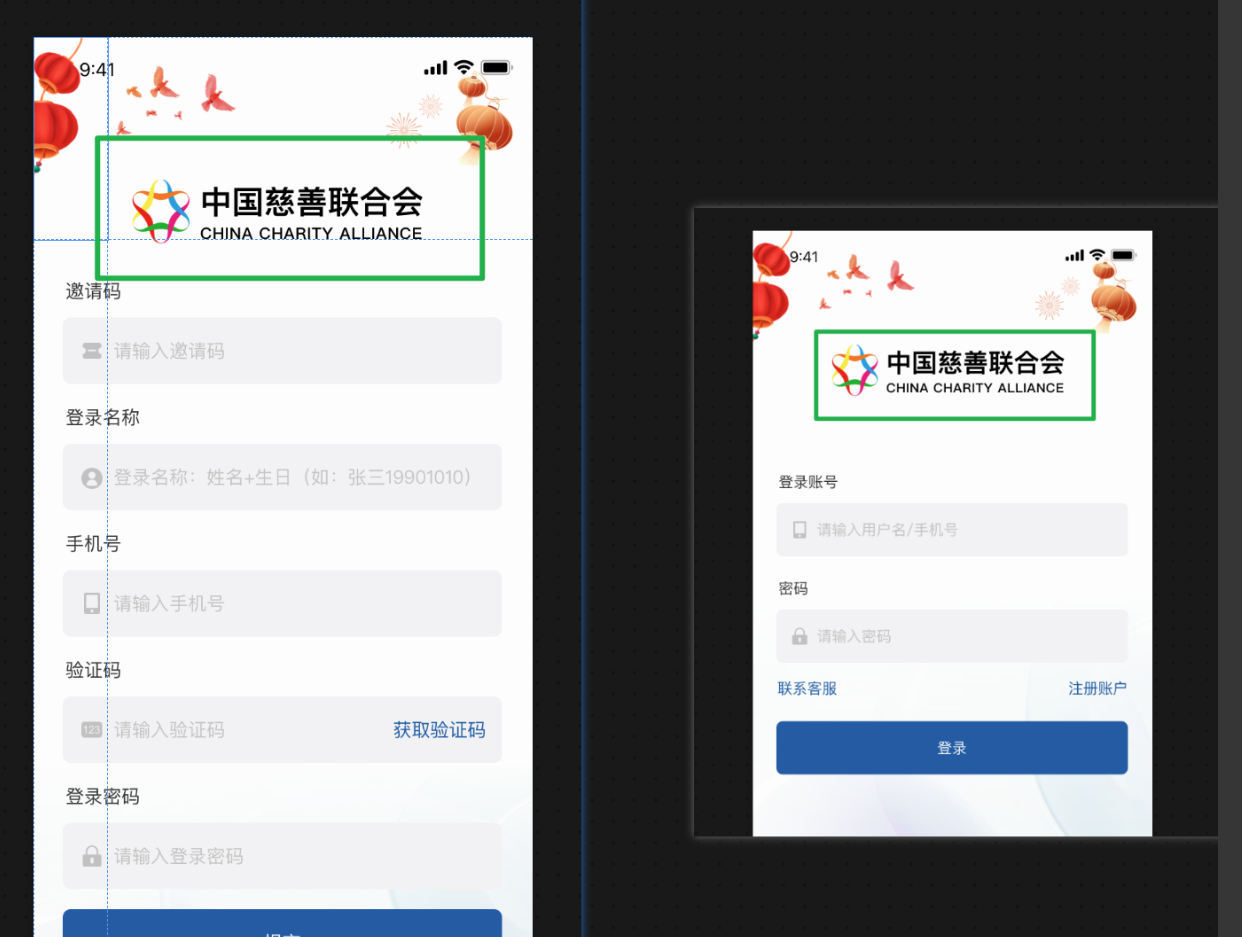 9:41
中国慈善联合会
CHINA CHARITY ALLIANCE
邀请码
请输入邀请码
登录名称
登录名称：姓名+生日（如：张三19901010）
手机号
请输入手机号
验证码
123 请输入验证码 获取验证码
登录密码
请输入登录密码
9:41
中国慈善联合会
CHINA CHARITY ALLIANCE
登录账号
请输入用户名/手机号
密码
请输入密码
联系客服 注册账户
登录